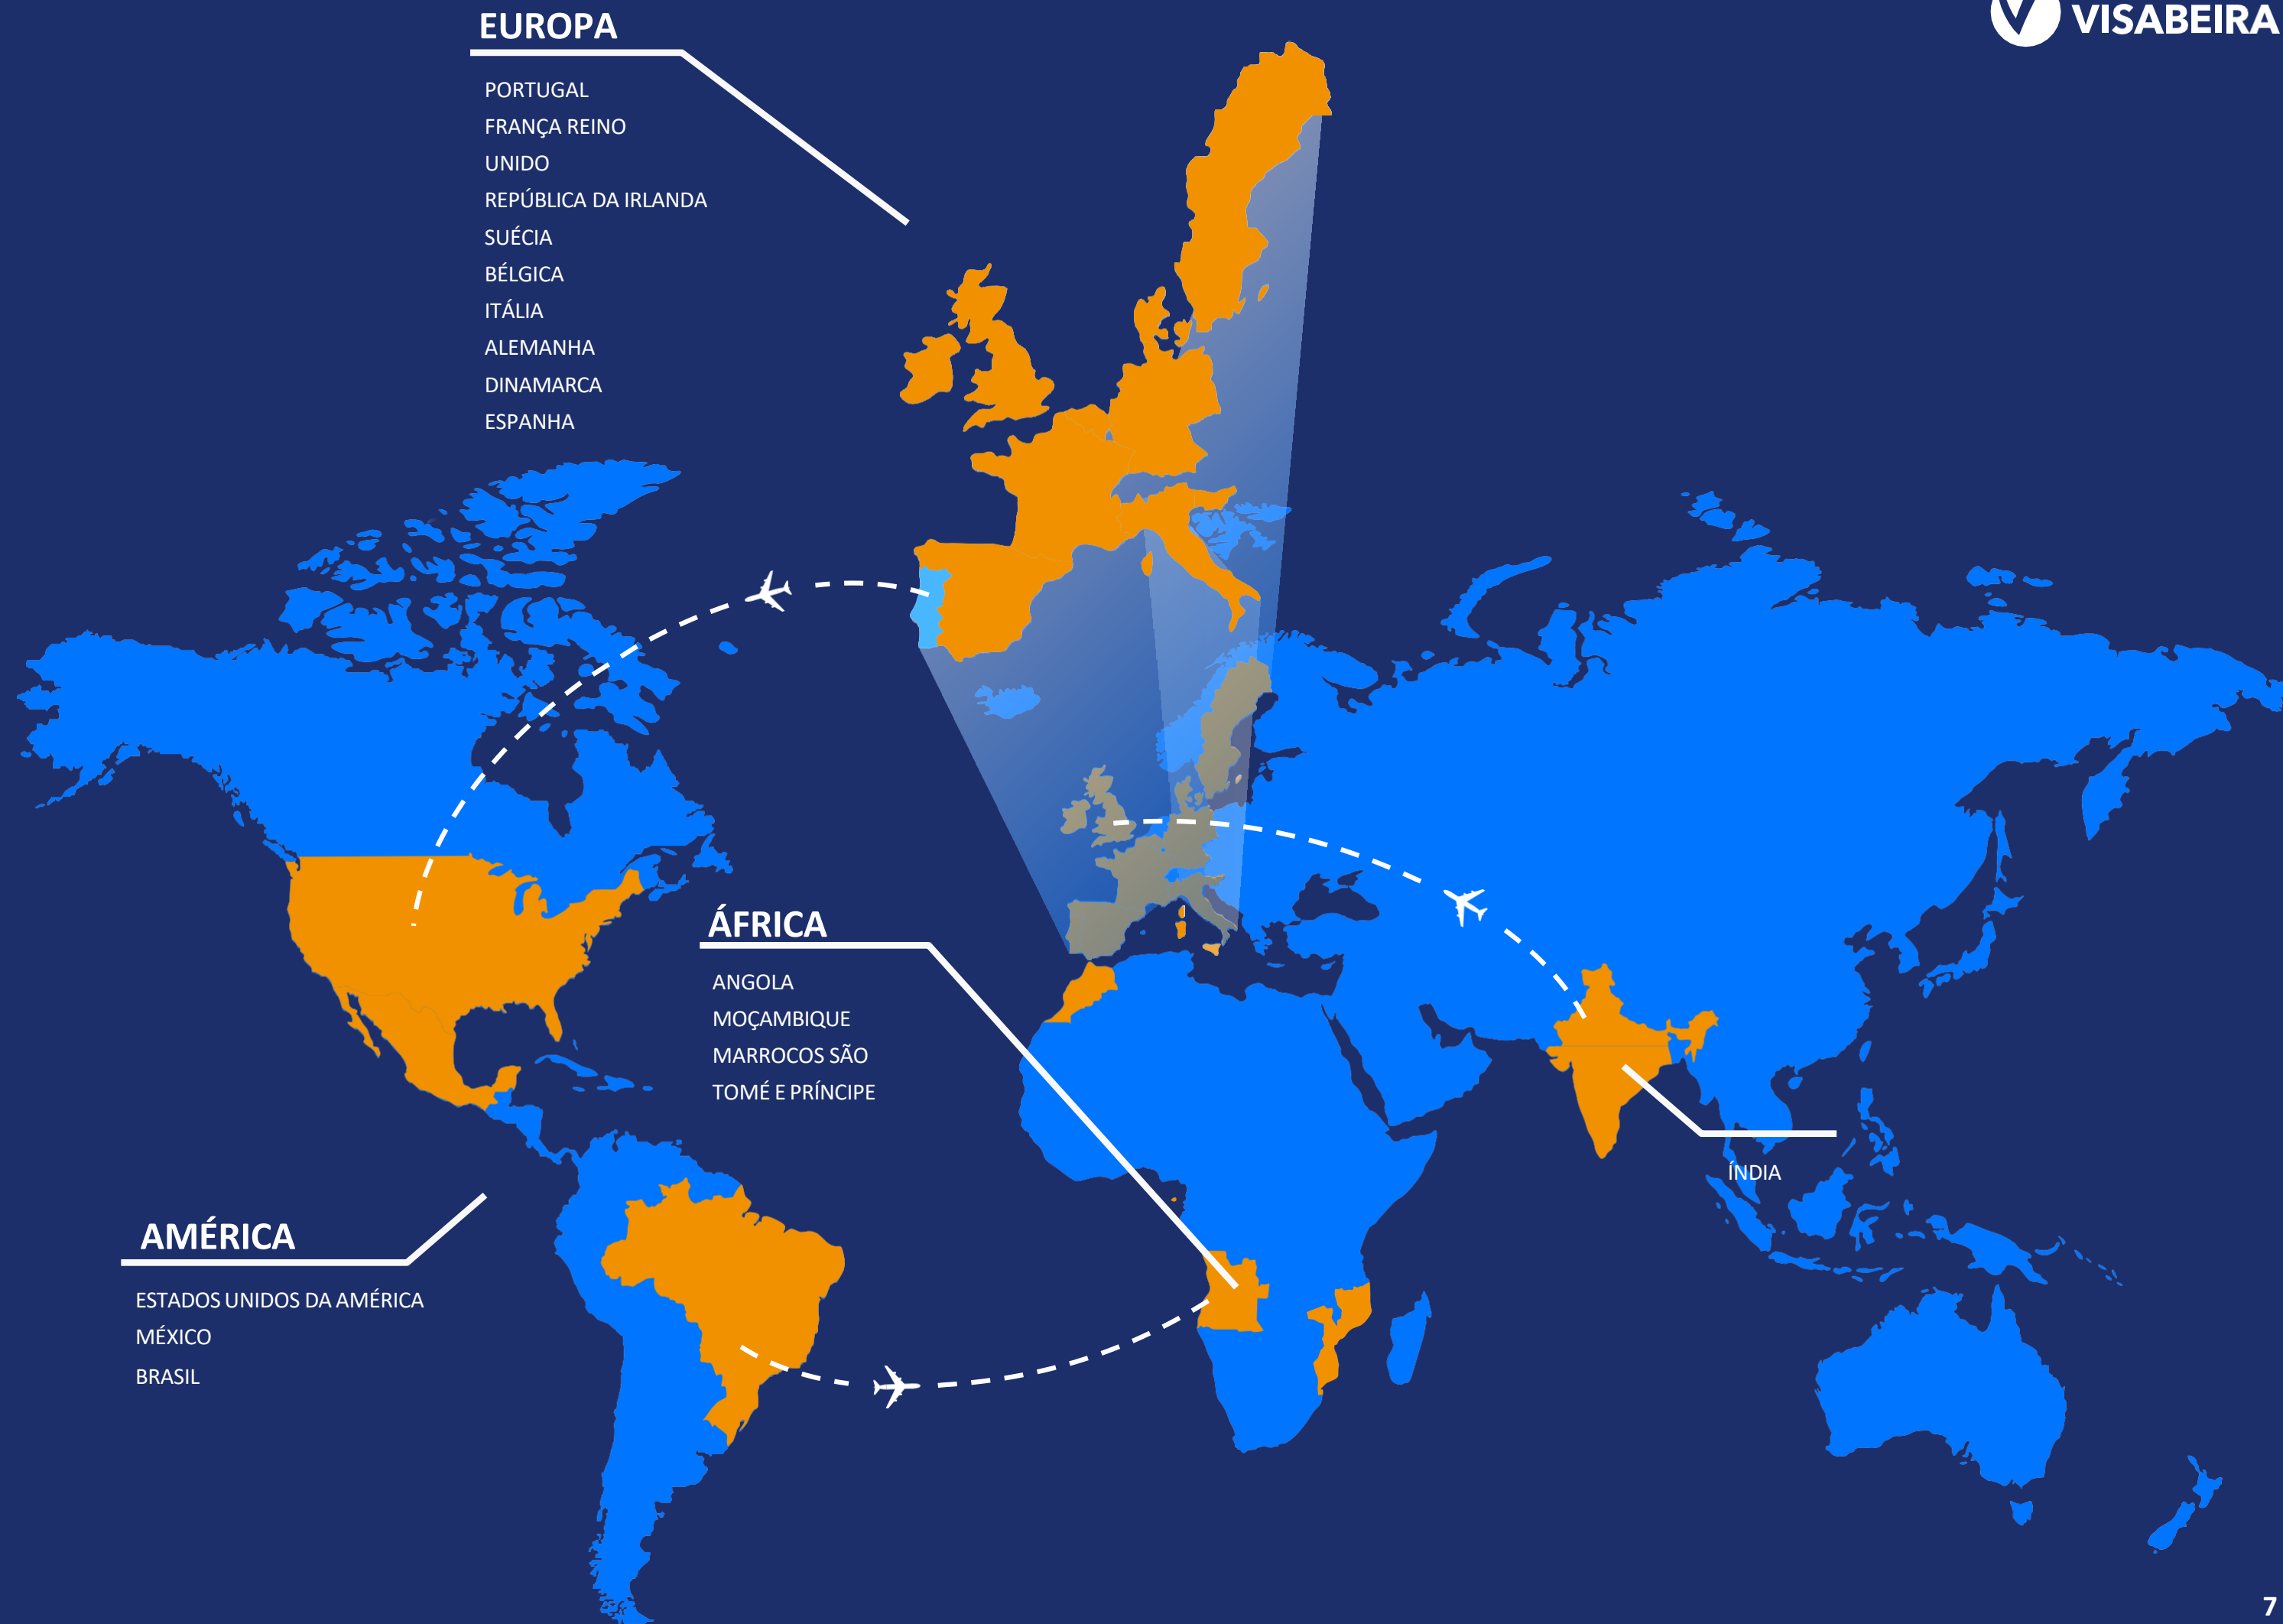 VISABEIRA
EUROPA
PORTUGAL
FRANÇA REINO
UNIDO
REPÚBLICA DA IRLANDA
SUÉCIA
BÉLGICA
ITÁLIA
ALEMANHA
DINAMARCA
ESPANHA
ÁFRICA
ANGOLA
MOÇAMBIQUE
MARROCOS SÃO
TOMÉ E PRÍNCIPE
ÍNDIA
AMÉRICA
ESTADOS UNIDOS DA AMÉRICA
MÉXICO
BRASIL
7